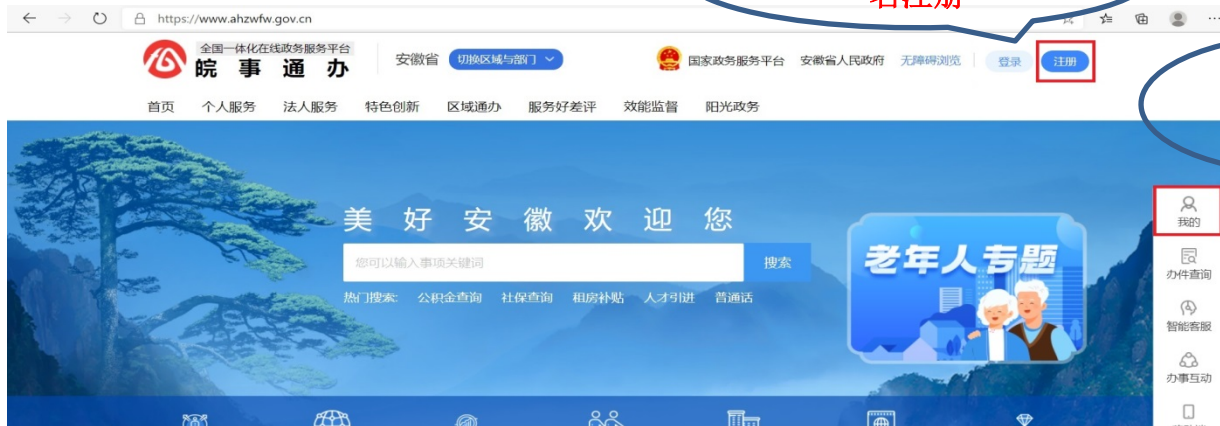 名注册
https://www.ahzwfw.gov.cn
全国一体化在线政务服务平台
皖事通办
安徽省 切换区域与部门
国家政务服务平台 安徽省人民政府 无障碍浏览 登录 注册
首页 个人服务 法人服务 特色创新 区域通办 服务好差评 效能监督 阳光政务
美好安徽欢迎您
您可以输入事项关键词 搜索
热门搜索: 公积金查询 社保查询 租房补贴 人才引进 普通话
老年人专题
我的
办件查询
智能客服
办事互动